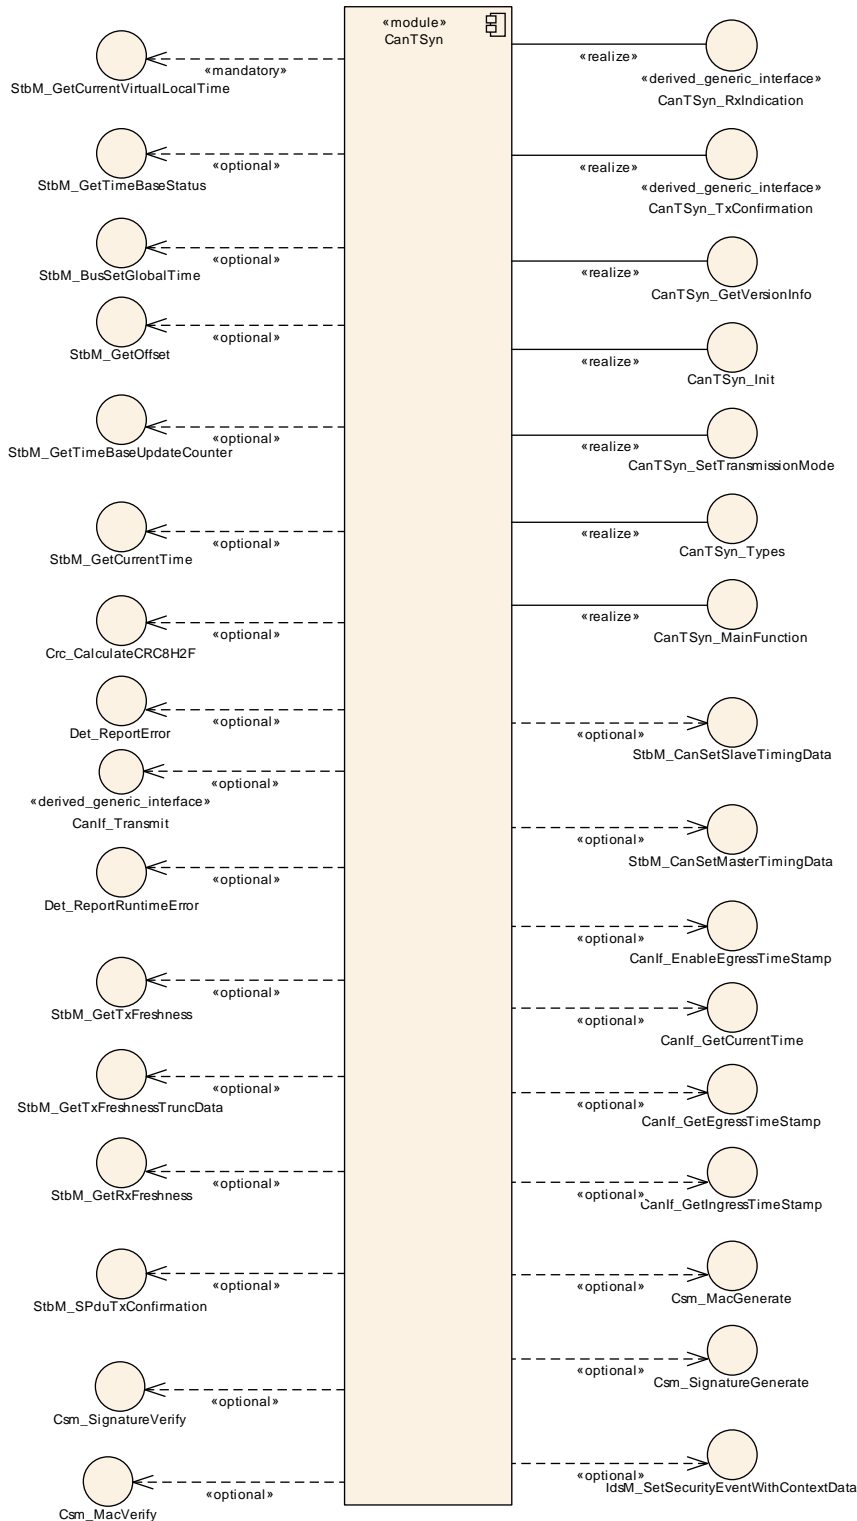 «module»
CanTSyn
«mandatory»
StbM_GetCurrentVirtualLocalTime
«optional»
StbM_GetTimeBaseStatus
«optional»
StbM_BusSetGlobalTime
«optional»
StbM_GetOffset
«optional»
StbM_GetTimeBaseUpdateCounter
«optional»
StbM_GetCurrentTime
«optional»
Crc_CalculateCRC8H2F
«optional»
Det_ReportError
«optional»
«derived_generic_interface»
CanIf_Transmit
«optional»
Det_ReportRuntimeError
«optional»
StbM_GetTxFreshness
«optional»
StbM_GetTxFreshnessTruncData
«optional»
StbM_GetRxFreshness
«optional»
StbM_SPduTxConfirmation
«optional»
Csm_SignatureVerify
«optional»
Csm_MacVerify
«realize»
«derived_generic_interface»
CanTSyn_RxIndication
«realize»
«derived_generic_interface»
CanTSyn_TxConfirmation
«realize»
CanTSyn_GetVersionInfo
«realize»
CanTSyn_Init
«realize»
CanTSyn_SetTransmissionMode
«realize»
CanTSyn_Types
«realize»
CanTSyn_MainFunction
«optional»
StbM_CanSetSlaveTimingData
«optional»
StbM_CanSetMasterTimingData
«optional»
CanIf_EnableEgressTimeStamp
«optional»
CanIf_GetCurrentTime
«optional»
CanIf_GetEgressTimeStamp
«optional»
CanIf_GetIngressTimeStamp
«optional»
Csm_MacGenerate
«optional»
Csm_SignatureGenerate
«optional»
IdsM_SetSecurityEventWithContextData